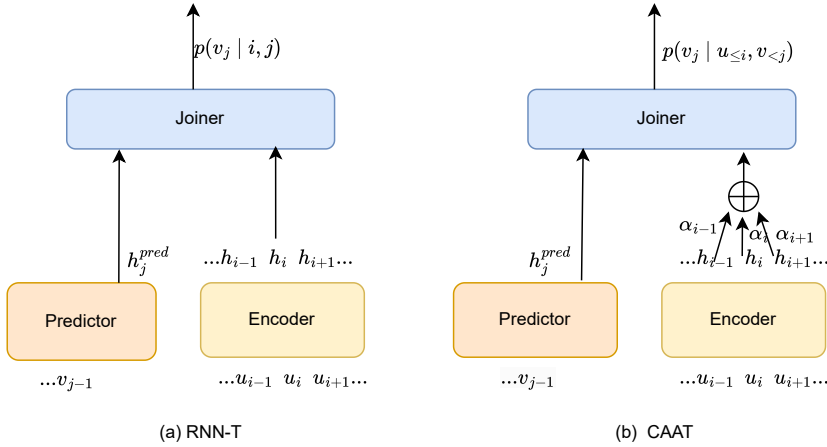 p(v_j | i, j)
Joiner
h_j^{pred}
...h_{i-1} h_i h_{i+1}...
Predictor
Encoder
...v_{j-1}
...u_{i-1} u_i u_{i+1}...
(a) RNN-T
p(v_j | u_{≤i}, v_{<j})
Joiner
α_{i-1} α_i α_{i+1}
h_j^{pred}
...h_{i-1} h_i h_{i+1}...
Predictor
Encoder
...v_{j-1}
...u_{i-1} u_i u_{i+1}...
(b) CAAT